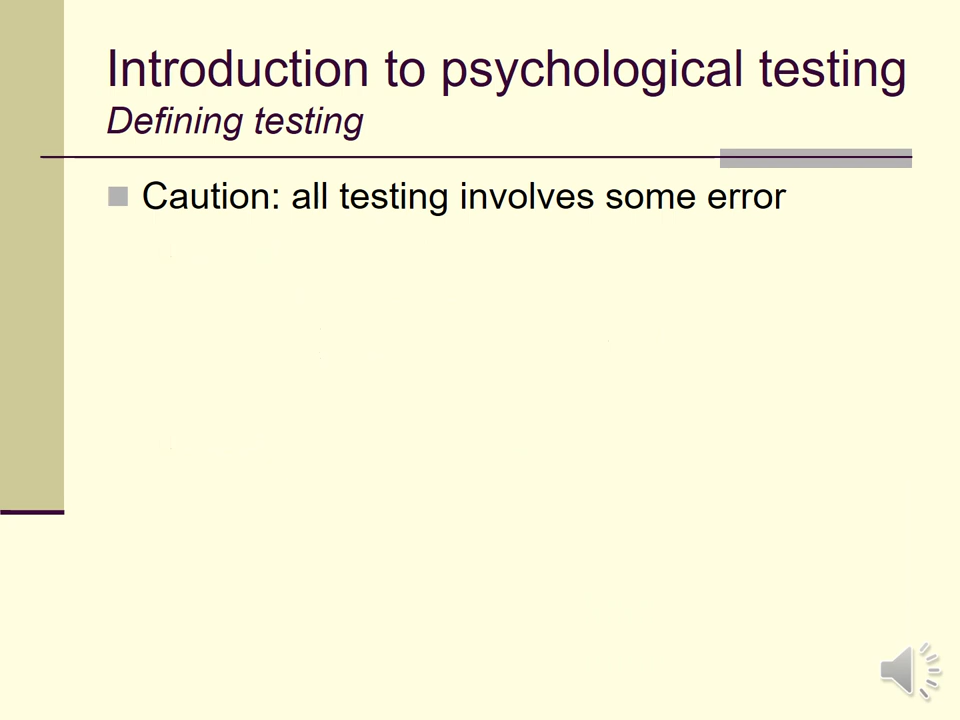 Introduction to psychological testing
Defining testing
Caution: all testing involves some error